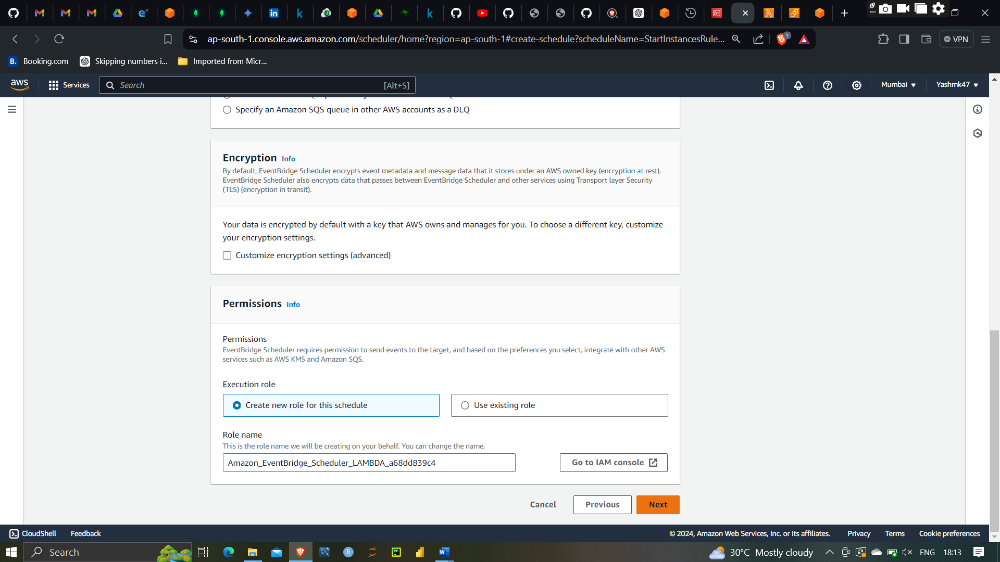 ap-south-1.console.aws.amazon.com/scheduler/home?region=ap-south-1#create-schedule?scheduleName=StartInstancesRule...
1
VPN
B. Booking.com
Skipping numbers i...
Imported from Micr...
aws
Services
Search
[Alt+S]
Mumbai
Yashmk47
Specify an Amazon SQS queue in other AWS accounts as a DLQ
Encryption Info
By default, EventBridge Scheduler encrypts event metadata and message data that it stores under an AWS owned key (encryption at rest).
EventBridge Scheduler also encrypts data that passes between EventBridge Scheduler and other services using Transport layer Security
(TLS) (encryption in transit).
Your data is encrypted by default with a key that AWS owns and manages for you. To choose a different key, customize
your encryption settings.
Customize encryption settings (advanced)
Permissions Info
Permissions
EventBridge Scheduler requires permission to send events to the target, and based on the preferences you select, integrate with other AWS
services such as AWS KMS and Amazon SQS.
Execution role
Create new role for this schedule
Use existing role
Role name
This is the role name we will be creating on your behalf. You can change the name.
Amazon_EventBridge_Scheduler_LAMBDA_a68dd839c4
Go to IAM console
Cancel
Previous
Next
CloudShell
Feedback
© 2024, Amazon Web Services, Inc. or its affiliates.
Privacy
Terms
Cookie preferences
Search
30°C Mostly cloudy
ENG
18:13